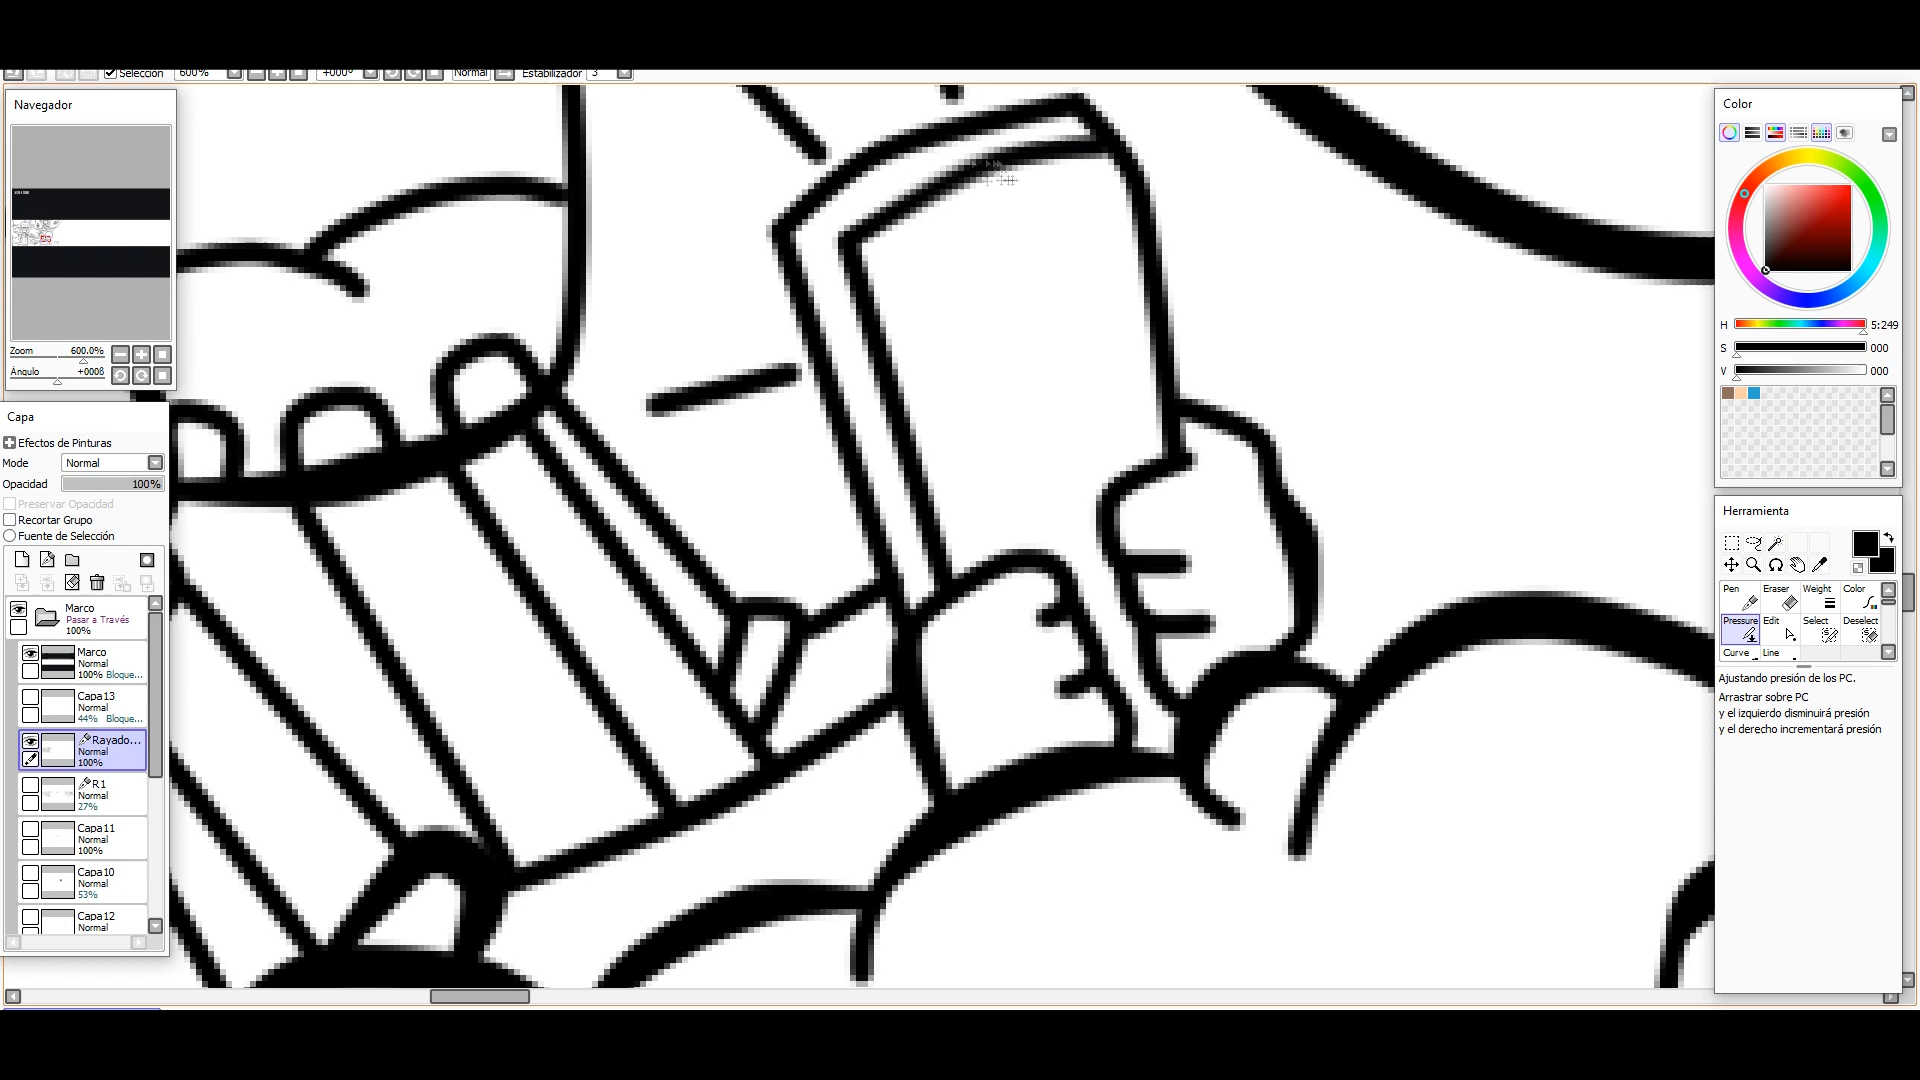 Selección 600% +000º Normal Estabilizador 3
Navegador
Zoom 600.0%
Ángulo +000ß
Capa
Efectos de Pinturas
Mode Normal
Opacidad 100%
Preservar Opacidad
Recortar Grupo
Fuente de Selección
Marco
Pasar a Través
100%
Marco
Normal
100% Bloque...
Capa13
Normal
44% Bloque...
Rayado...
Normal
100%
R1
Normal
27%
Capa11
Normal
100%
Capa10
Normal
53%
Capa12
Normal
Color
H 5:249
S 000
V 000
Herramienta
Pen Eraser Weight Color
Pressure Edit Select Deselect
Curve Line
Ajustando presión de los PC.
Arrastrar sobre PC
y el izquierdo disminuirá presión
y el derecho incrementará presión